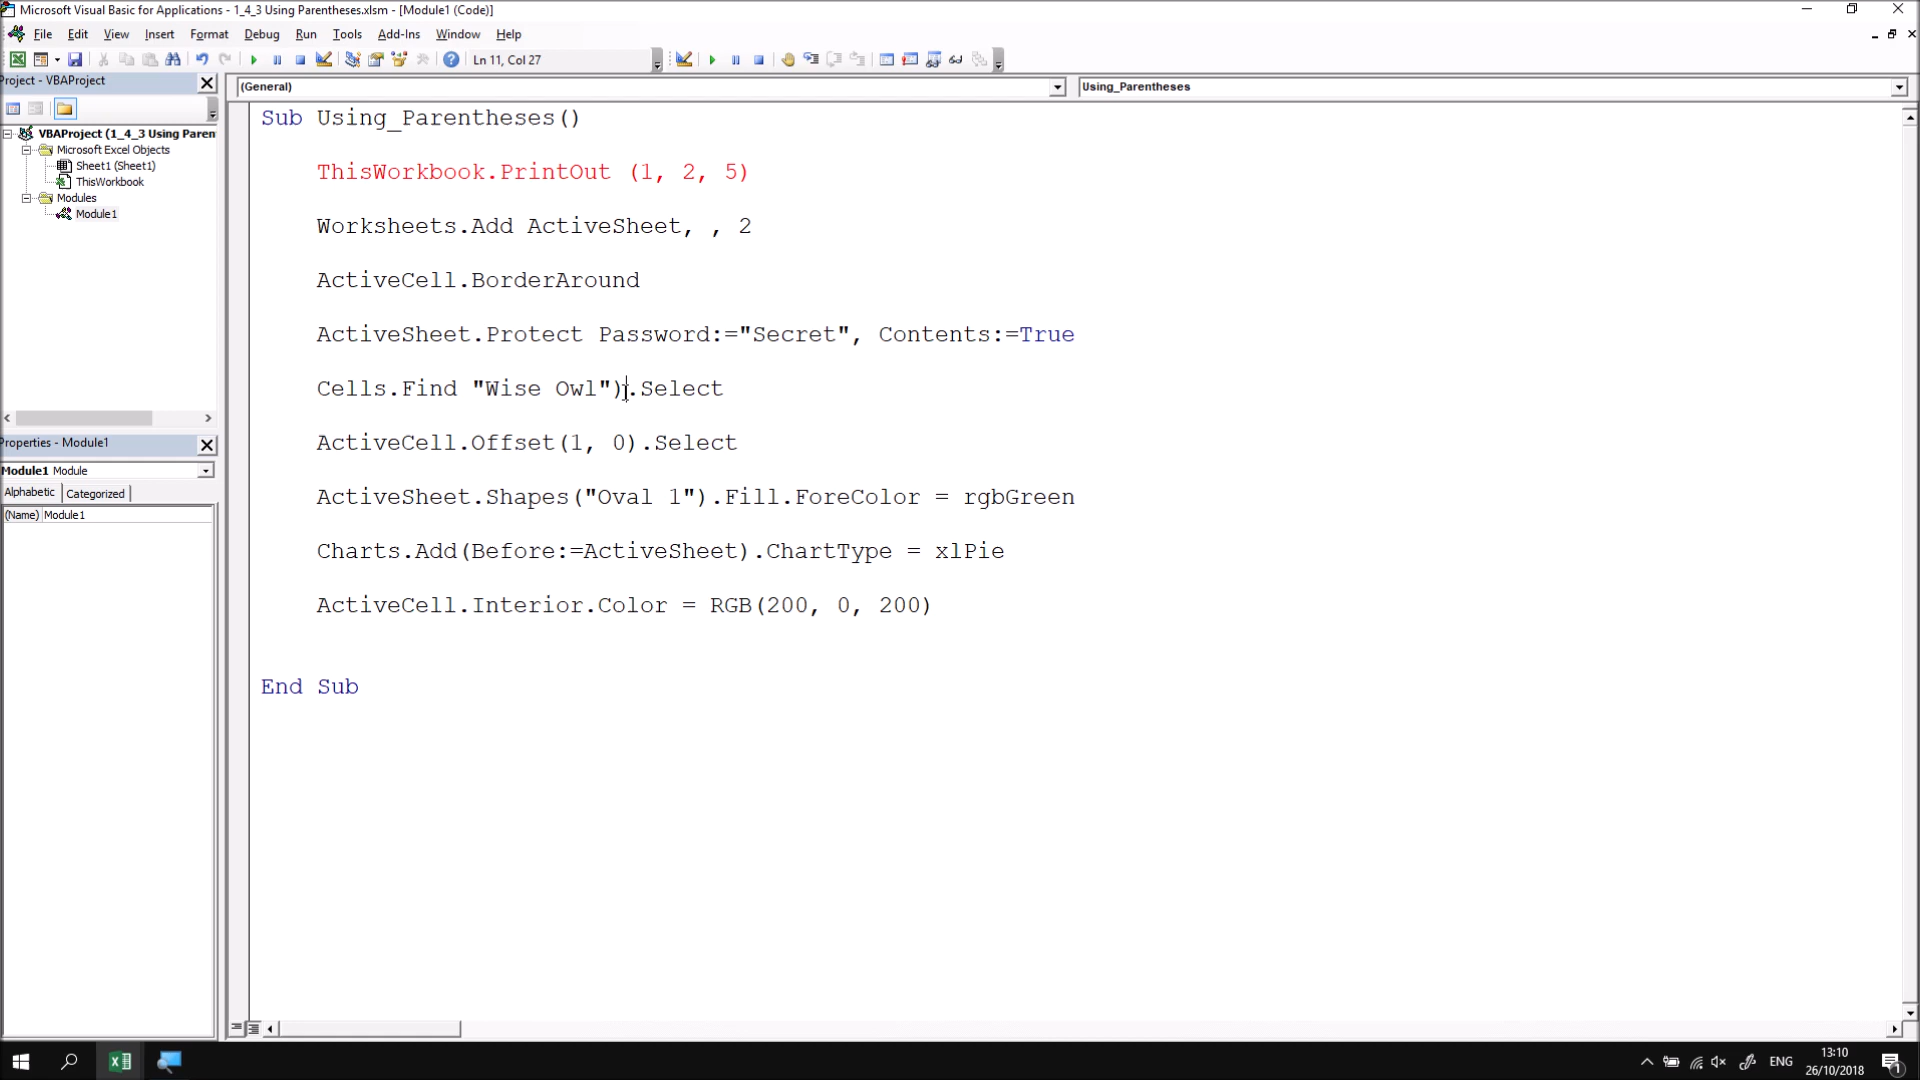 Microsoft Visual Basic for Applications - 1_4_3 Using Parentheses.xlsm - [Module1 (Code)]
File Edit View Insert Format Debug Run Tools Add-Ins Window Help
Ln 11, Col 27
Project - VBAProject
(General)
Using_Parentheses
VBAProject (1_4_3 Using Paren
Microsoft Excel Objects
Sheet1 (Sheet1)
ThisWorkbook
Modules
Module1
Properties - Module1
Module1 Module
Alphabetic Categorized
(Name) Module1
Sub Using_Parentheses()
ThisWorkbook.PrintOut (1, 2, 5)
Worksheets.Add ActiveSheet, , 2
ActiveCell.BorderAround
ActiveSheet.Protect Password:="Secret", Contents:=True
Cells.Find "Wise Owl").Select
ActiveCell.Offset(1, 0).Select
ActiveSheet.Shapes("Oval 1").Fill.ForeColor = rgbGreen
Charts.Add(Before:=ActiveSheet).ChartType = xlPie
ActiveCell.Interior.Color = RGB(200, 0, 200)
End Sub
ENG
13:10
26/10/2018
1